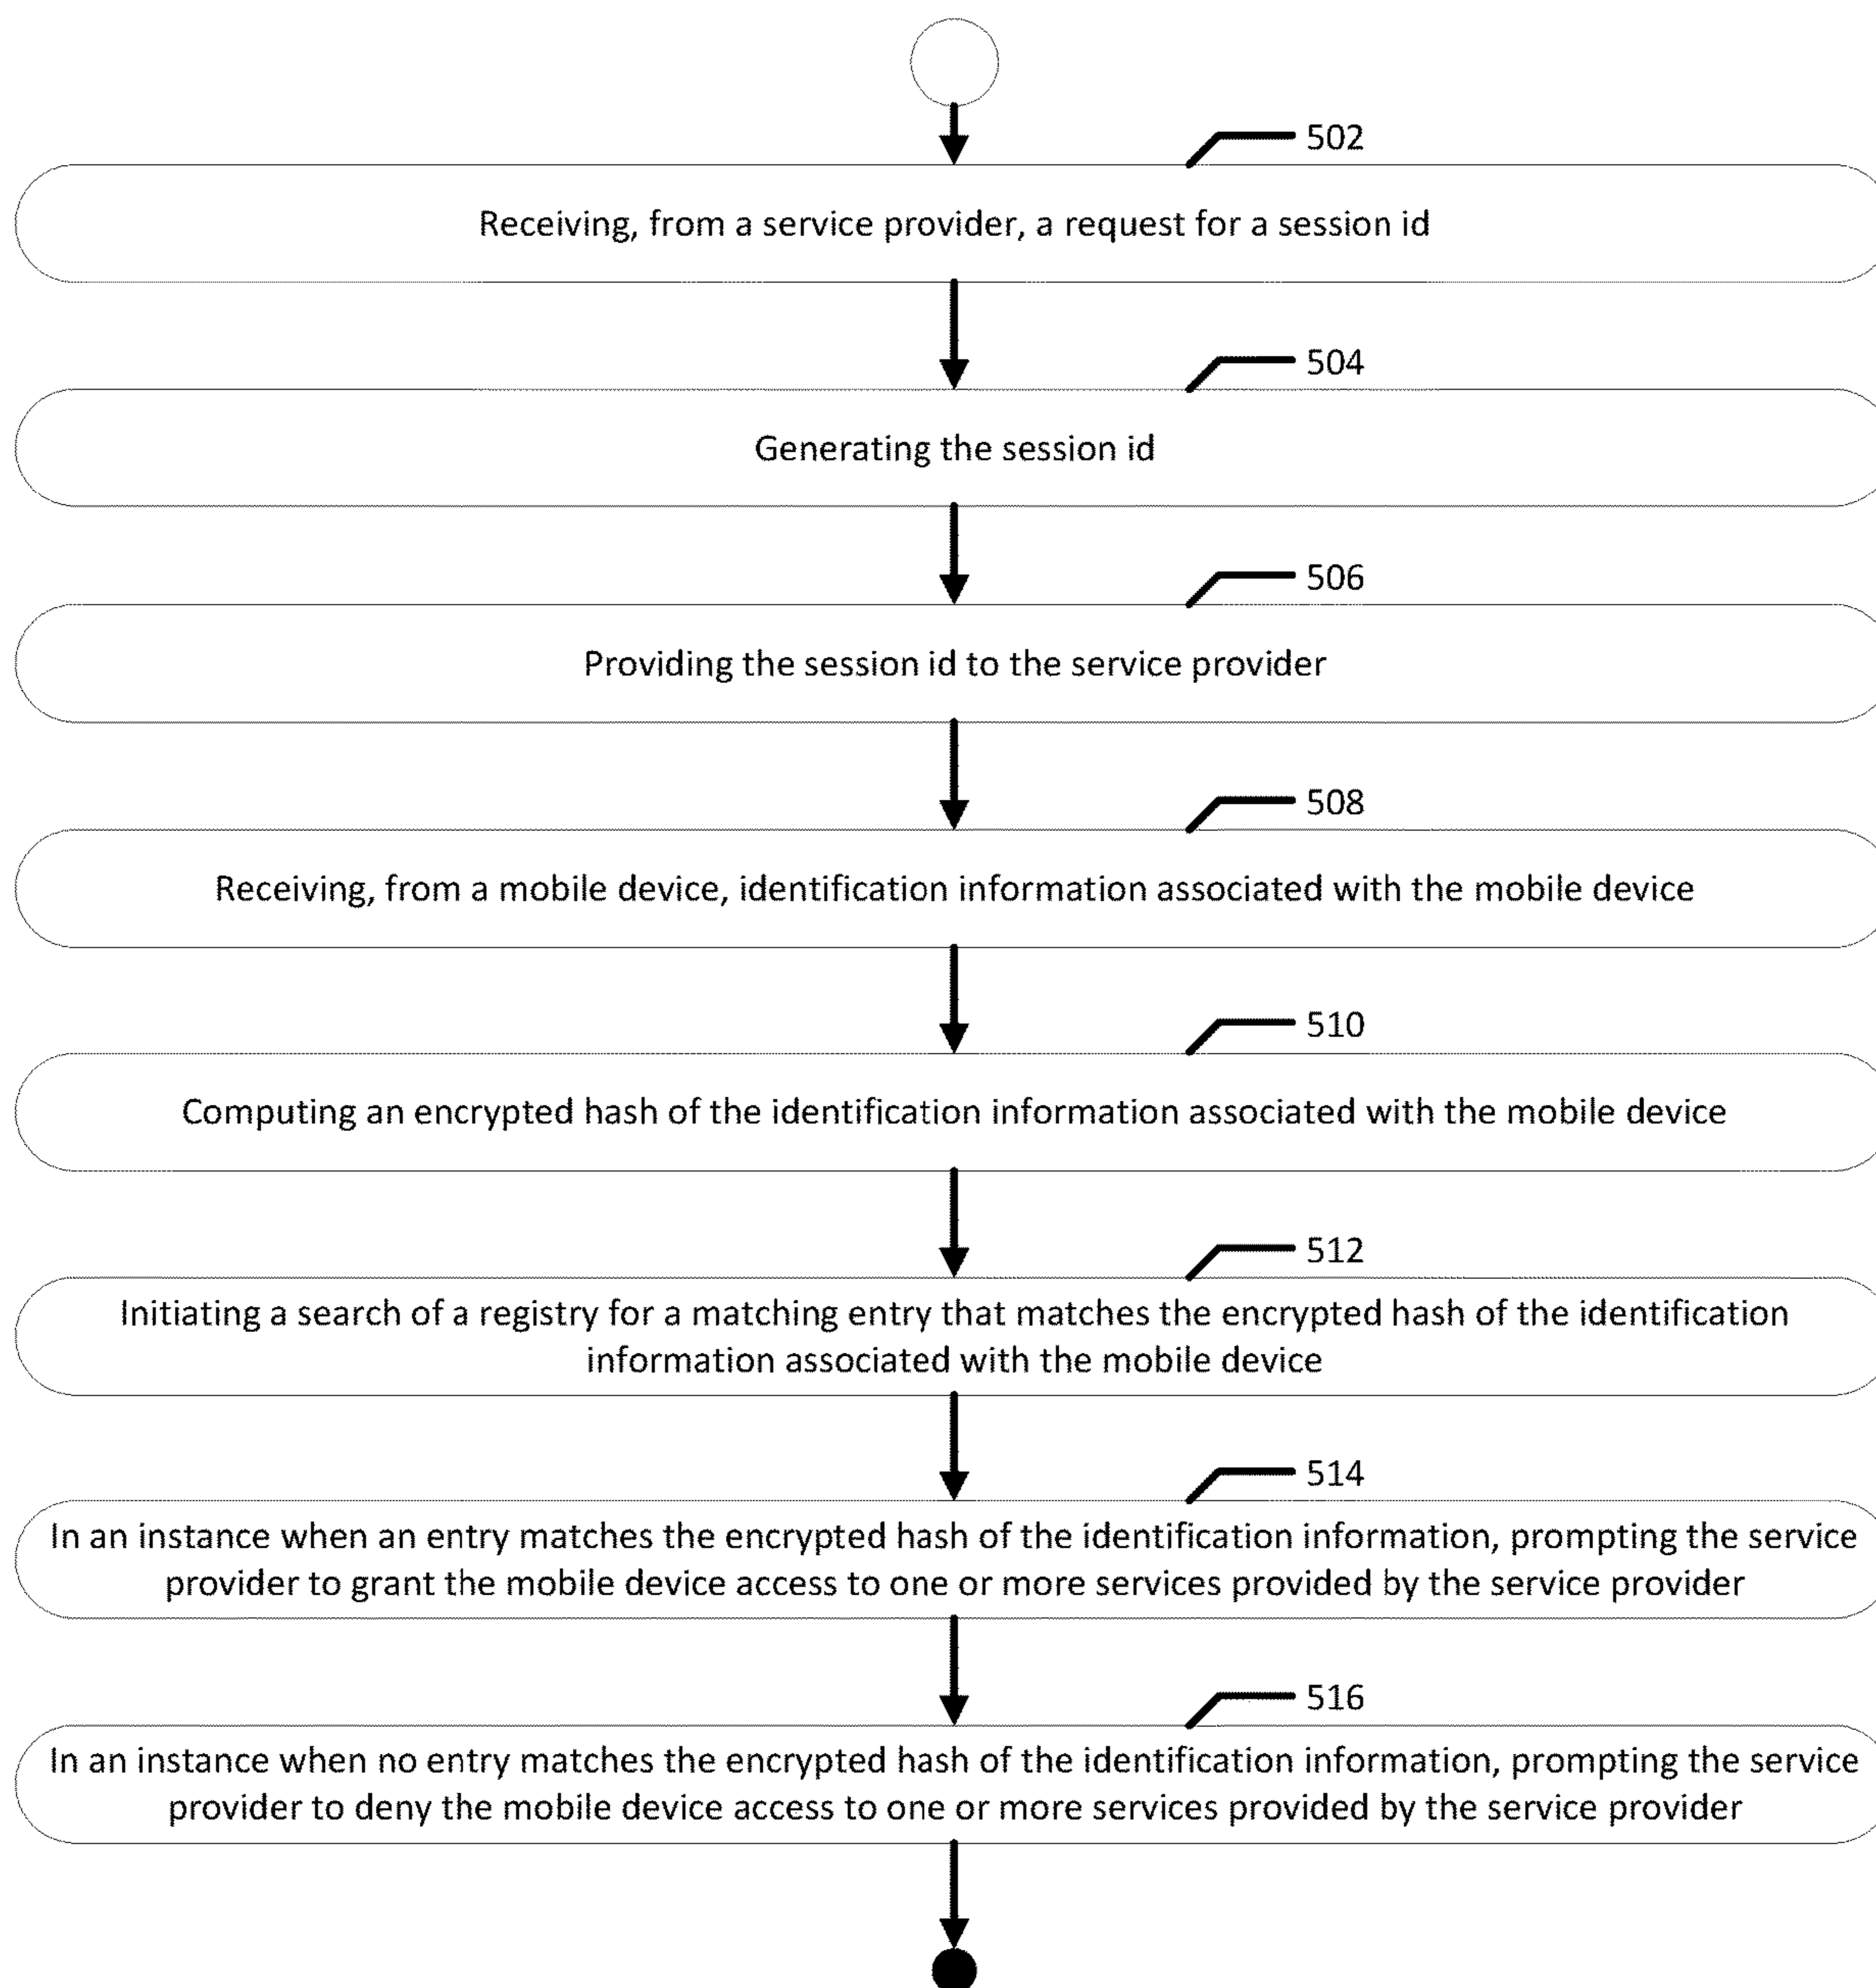 502
Receiving, from a service provider, a request for a session id
504
Generating the session id
506
Providing the session id to the service provider
508
Receiving, from a mobile device, identification information associated with the mobile device
510
Computing an encrypted hash of the identification information associated with the mobile device
512
Initiating a search of a registry for a matching entry that matches the encrypted hash of the identification
information associated with the mobile device
514
In an instance when an entry matches the encrypted hash of the identification information, prompting the service
provider to grant the mobile device access to one or more services provided by the service provider
516
In an instance when no entry matches the encrypted hash of the identification information, prompting the service
provider to deny the mobile device access to one or more services provided by the service provider